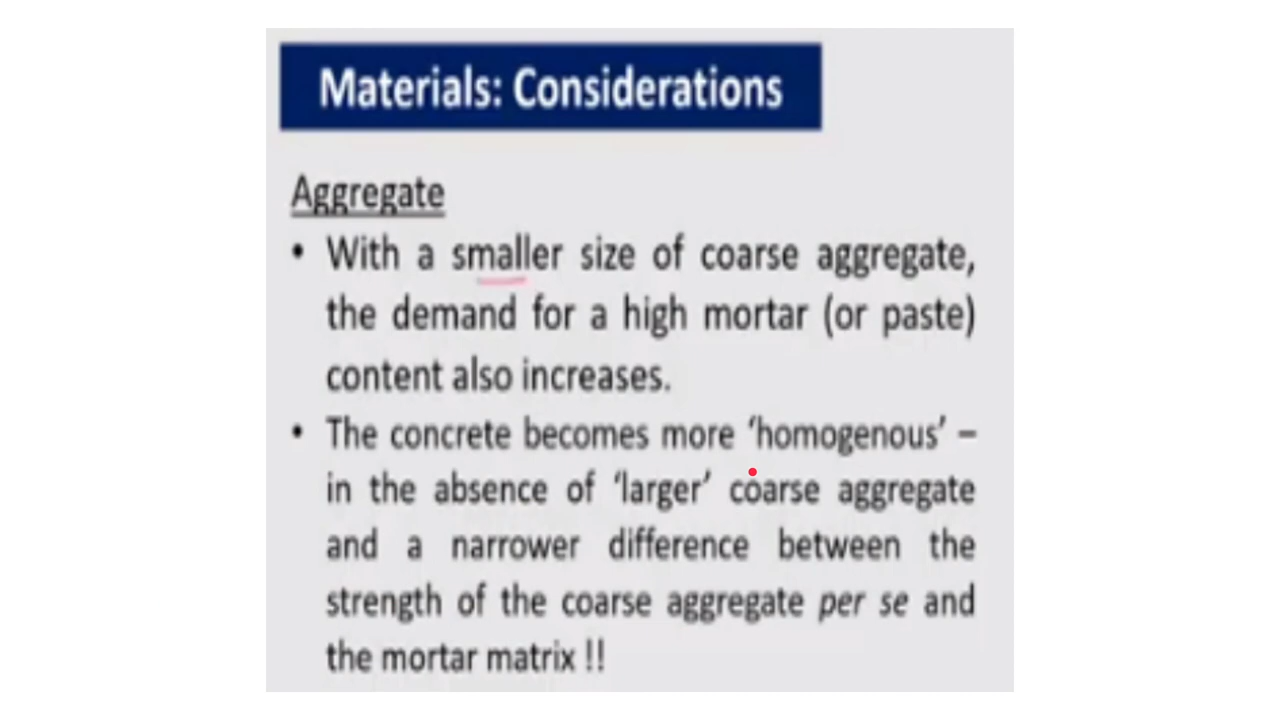 Materials: Considerations
Aggregate
• With a smaller size of coarse aggregate,
the demand for a high mortar (or paste)
content also increases.
• The concrete becomes more ‘homogenous’ –
in the absence of ‘larger’ coarse aggregate
and a narrower difference between the
strength of the coarse aggregate per se and
the mortar matrix !!